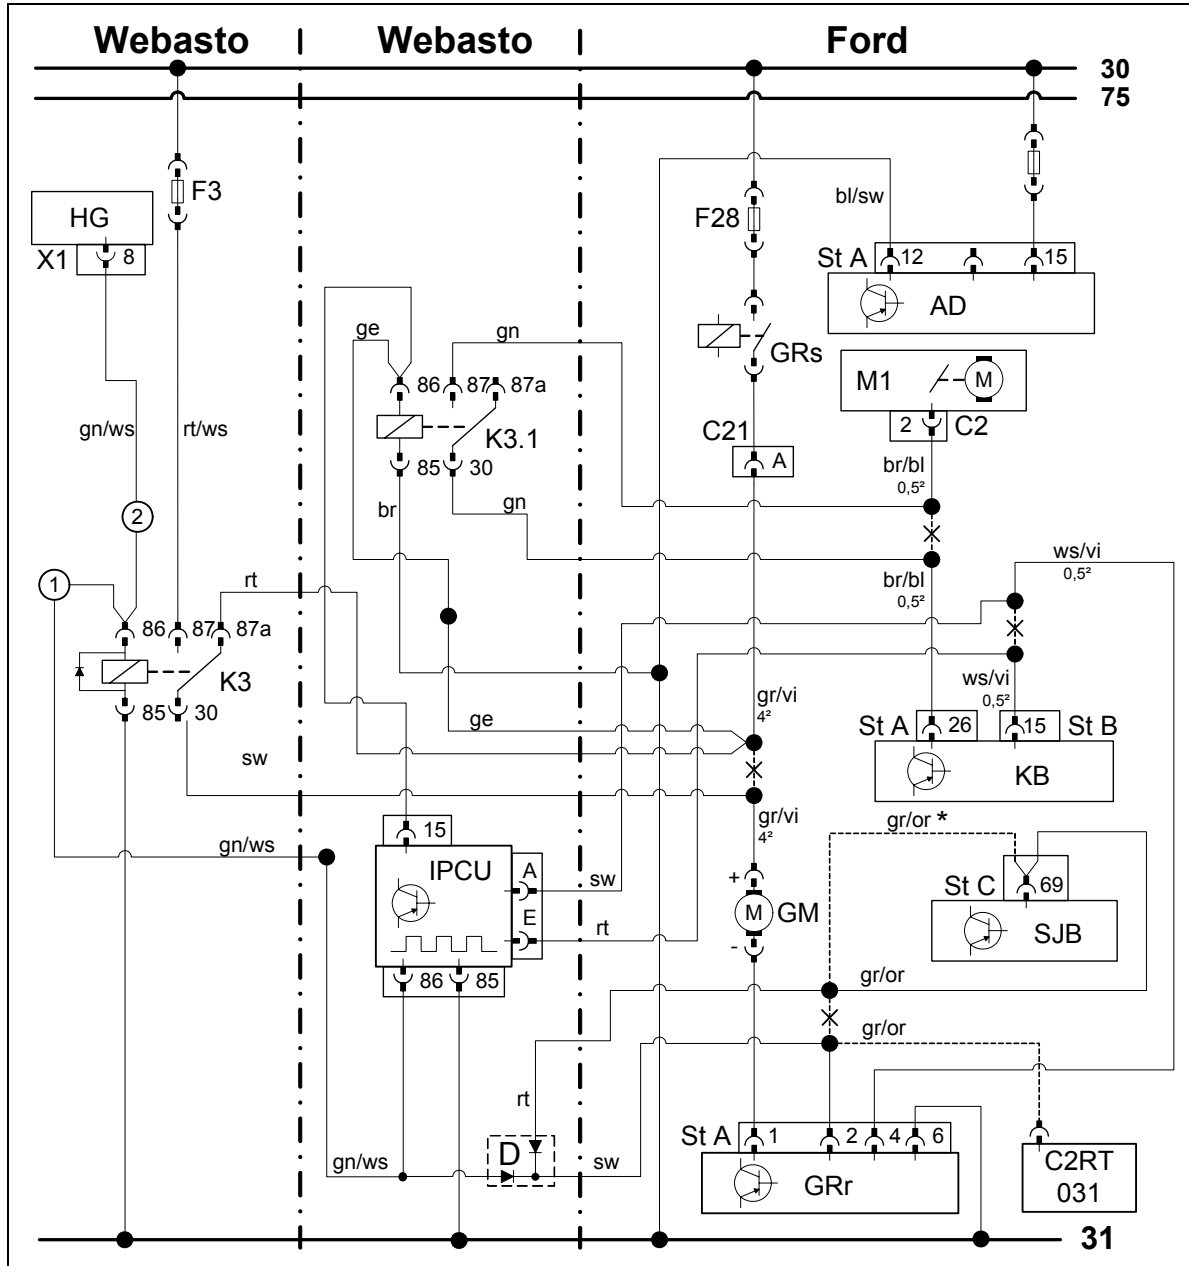 Webasto Webasto Ford
30
75
F3
HG
X1 8
bl/sw
F28
St A 12 15
AD
ge gn
86 87 87a
GRs
M1 M
K3.1
C21
2 C2
gn/ws rt/ws
85 30
A
br/bl
0,5²
br gn
2
ws/vi
0,5²
1
rt
br/bl
0,5²
86 87 87a
K3
ws/vi
0,5²
85 30
gr/vi
4²
ge
St A 26 15 St B
sw
KB
gr/vi
4²
gr/or *
15
gn/ws
IPCU A sw
+
St C 69
M GM
E rt
SJB
-
86 85
gr/or
gr/or
rt
St A 1 2 4 6
D
gn/ws sw
GRr
C2RT
031
31